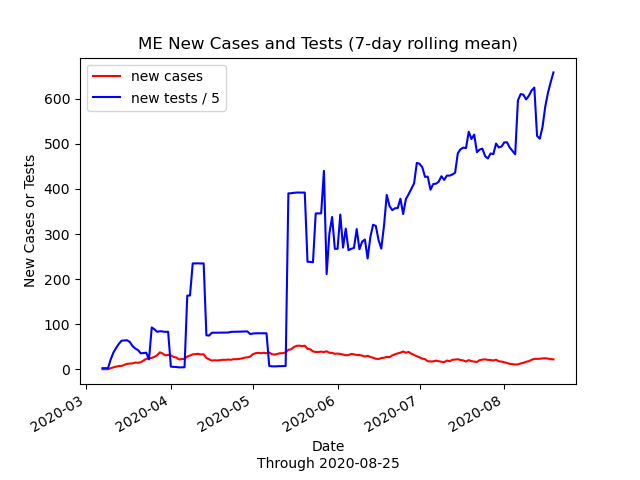 ME New Cases and Tests (7-day rolling mean)
new cases
new tests / 5
New Cases or Tests
600
500
400
300
200
100
0
2020-03
2020-04
2020-05
2020-06
2020-07
2020-08
Date
Through 2020-08-25